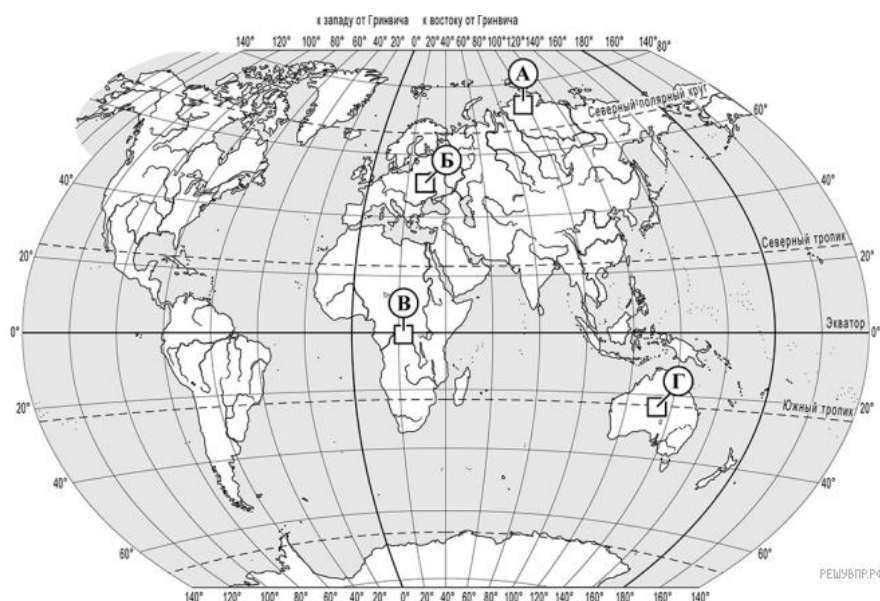 к западу от Гринвича к востоку от Гринвича
140° 120° 100° 80° 60° 40° 20° 0° 20° 40° 60° 80° 100° 120° 140° 160° 180° 160° 140°
80°
А
Северный полярный круг
60°
Б
40° 40°
Северный тропик
20° 20°
В
Экватор
0° 0°
Г
20° Южный тропик 20°
40° 40°
60° 60°
РЕШУВПР.РФ
140° 120° 100° 80° 60° 40° 20° 0° 20° 40° 60° 80° 100° 120° 140° 160° 180° 160° 140°